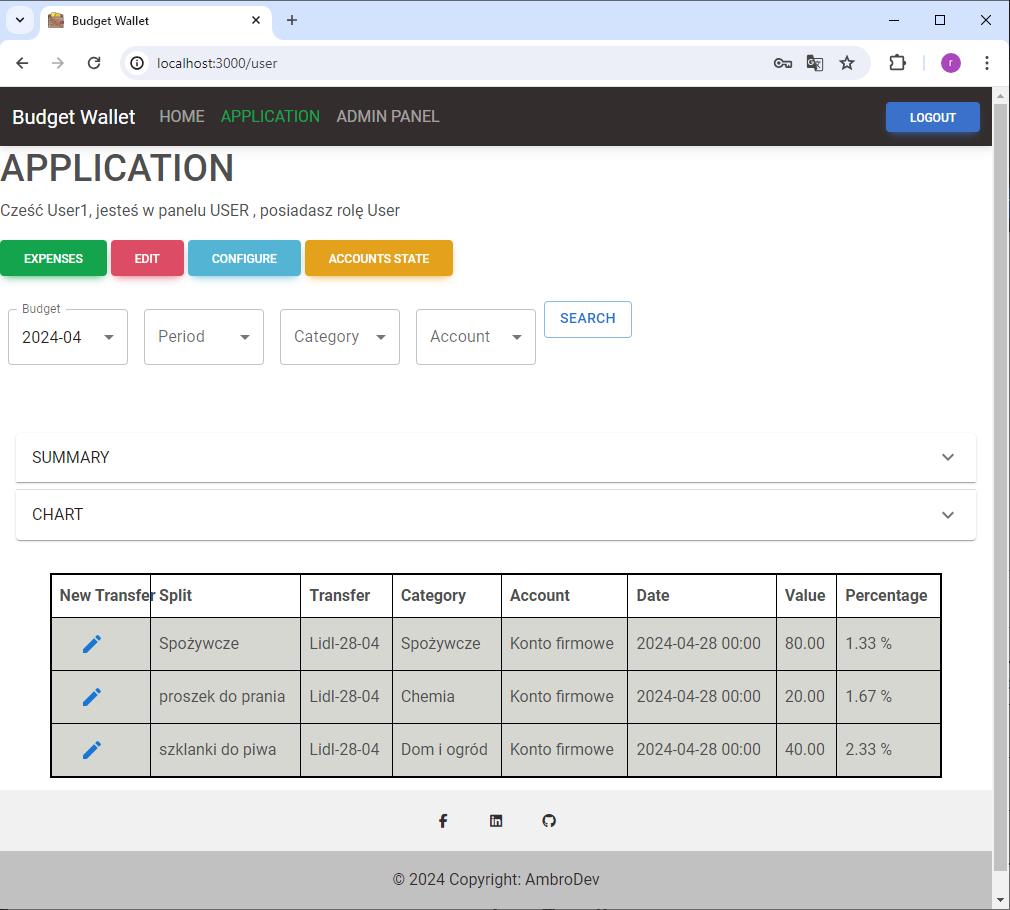 Budget Wallet
localhost:3000/user
r
Budget Wallet HOME APPLICATION ADMIN PANEL LOGOUT
APPLICATION
Cześć User1, jesteś w panelu USER , posiadasz rolę User
EXPENSES EDIT CONFIGURE ACCOUNTS STATE
Budget
2024-04 Period Category Account SEARCH
SUMMARY
CHART
New Transfer Split Transfer Category Account Date Value Percentage
Spożywcze Lidl-28-04 Spożywcze Konto firmowe 2024-04-28 00:00 80.00 1.33 %
proszek do prania Lidl-28-04 Chemia Konto firmowe 2024-04-28 00:00 20.00 1.67 %
szklanki do piwa Lidl-28-04 Dom i ogród Konto firmowe 2024-04-28 00:00 40.00 2.33 %
© 2024 Copyright: AmbroDev